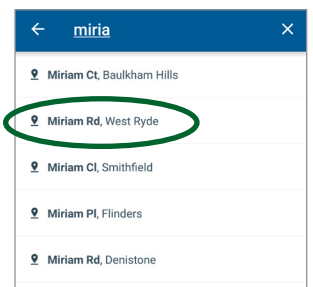 miria
Miriam Ct, Baulkham Hills
Miriam Rd, West Ryde
Miriam Cl, Smithfield
Miriam Pl, Flinders
Miriam Rd, Denistone